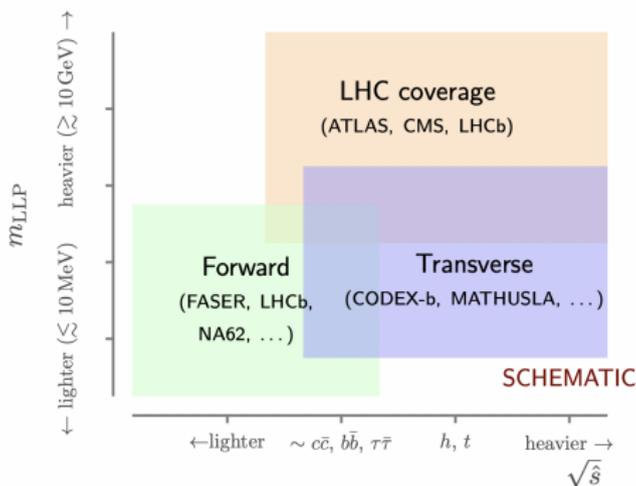 m_LLP
← lighter (≲ 10 MeV)
heavier (≳ 10 GeV) →
LHC coverage
(ATLAS, CMS, LHCb)
Forward
(FASER, LHCb,
NA62, ...)
Transverse
(CODEX-b, MATHUSLA, ...)
SCHEMATIC
←lighter
∼ cc̄, bb̄, ττ̄
h, t
heavier →
√ŝ